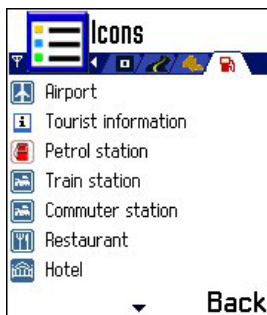 Icons
Airport
Tourist information
Petrol station
Train station
Commuter station
Restaurant
Hotel
Back